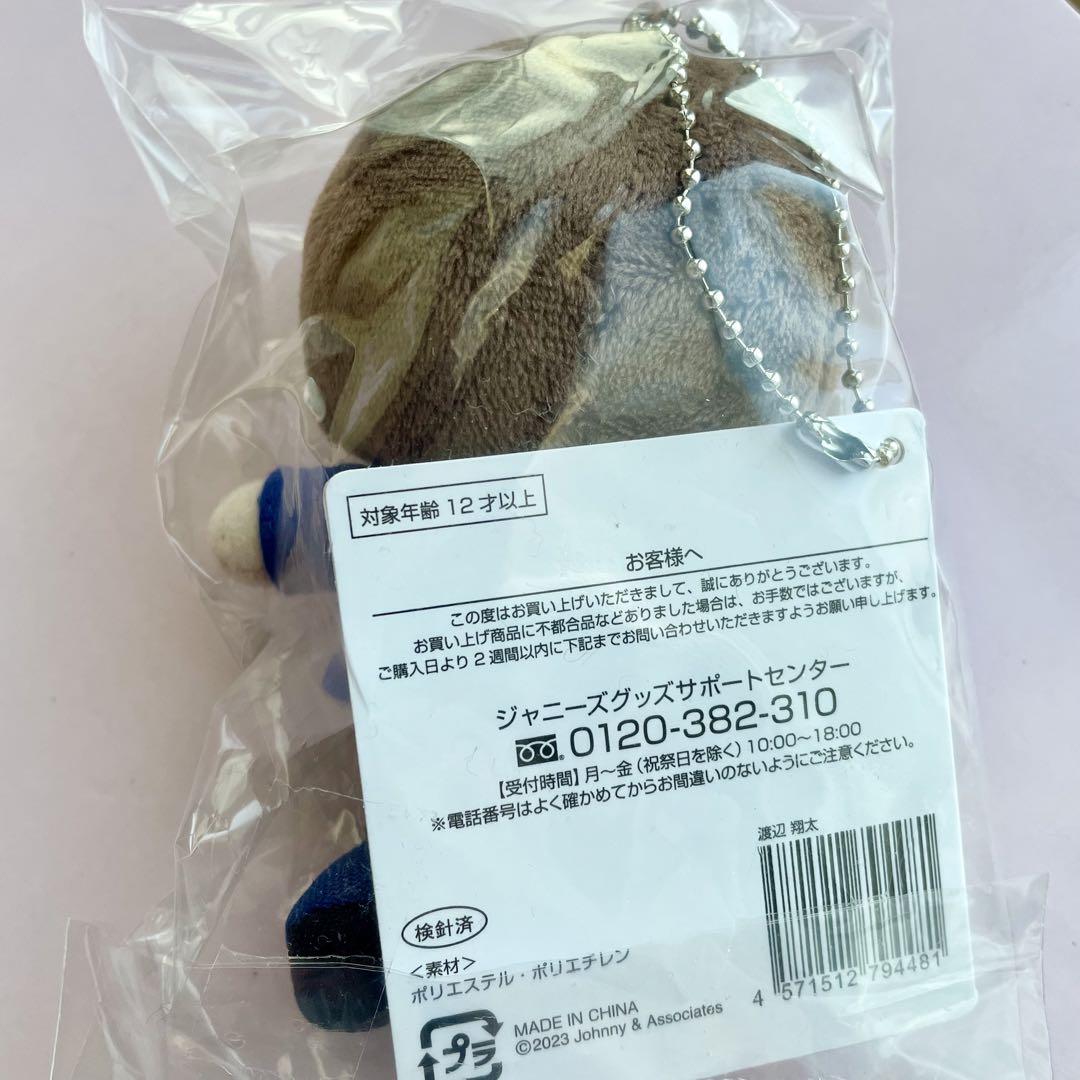 対象年齢 12 才以上
お客様へ
この度はお買い上げいただきまして、誠にありがとうございます。
お買い上げ商品に不都合品などありました場合は、お手数ではございますが、
ご購入日より2週間以内に下記までお問い合わせいただきますようお願い申し上げます。
ジャニーズグッズサポートセンター
0120-382-310
【受付時間】月〜金(祝祭日を除く)10:00〜18:00
※電話番号はよく確かめてからお間違いのないようにご注意ください。
渡辺 翔太
4 571512 794481
検針済
<素材>
ポリエステル・ポリエチレン
プラ
MADE IN CHINA
©2023 Johnny & Associates